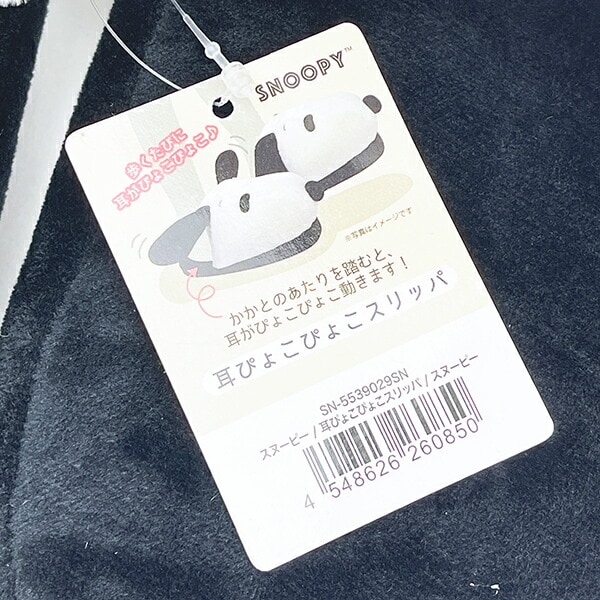 SNOOPY™
歩くたびに
耳がぴょこぴょこ♪
※写真はイメージです
かかとのあたりを踏むと、
耳がぴょこぴょこ動きます！
耳ぴょこぴょこスリッパ
SN-5539029SN
スヌーピー / 耳ぴょこぴょこスリッパ / スヌーピー
4 548626 260850